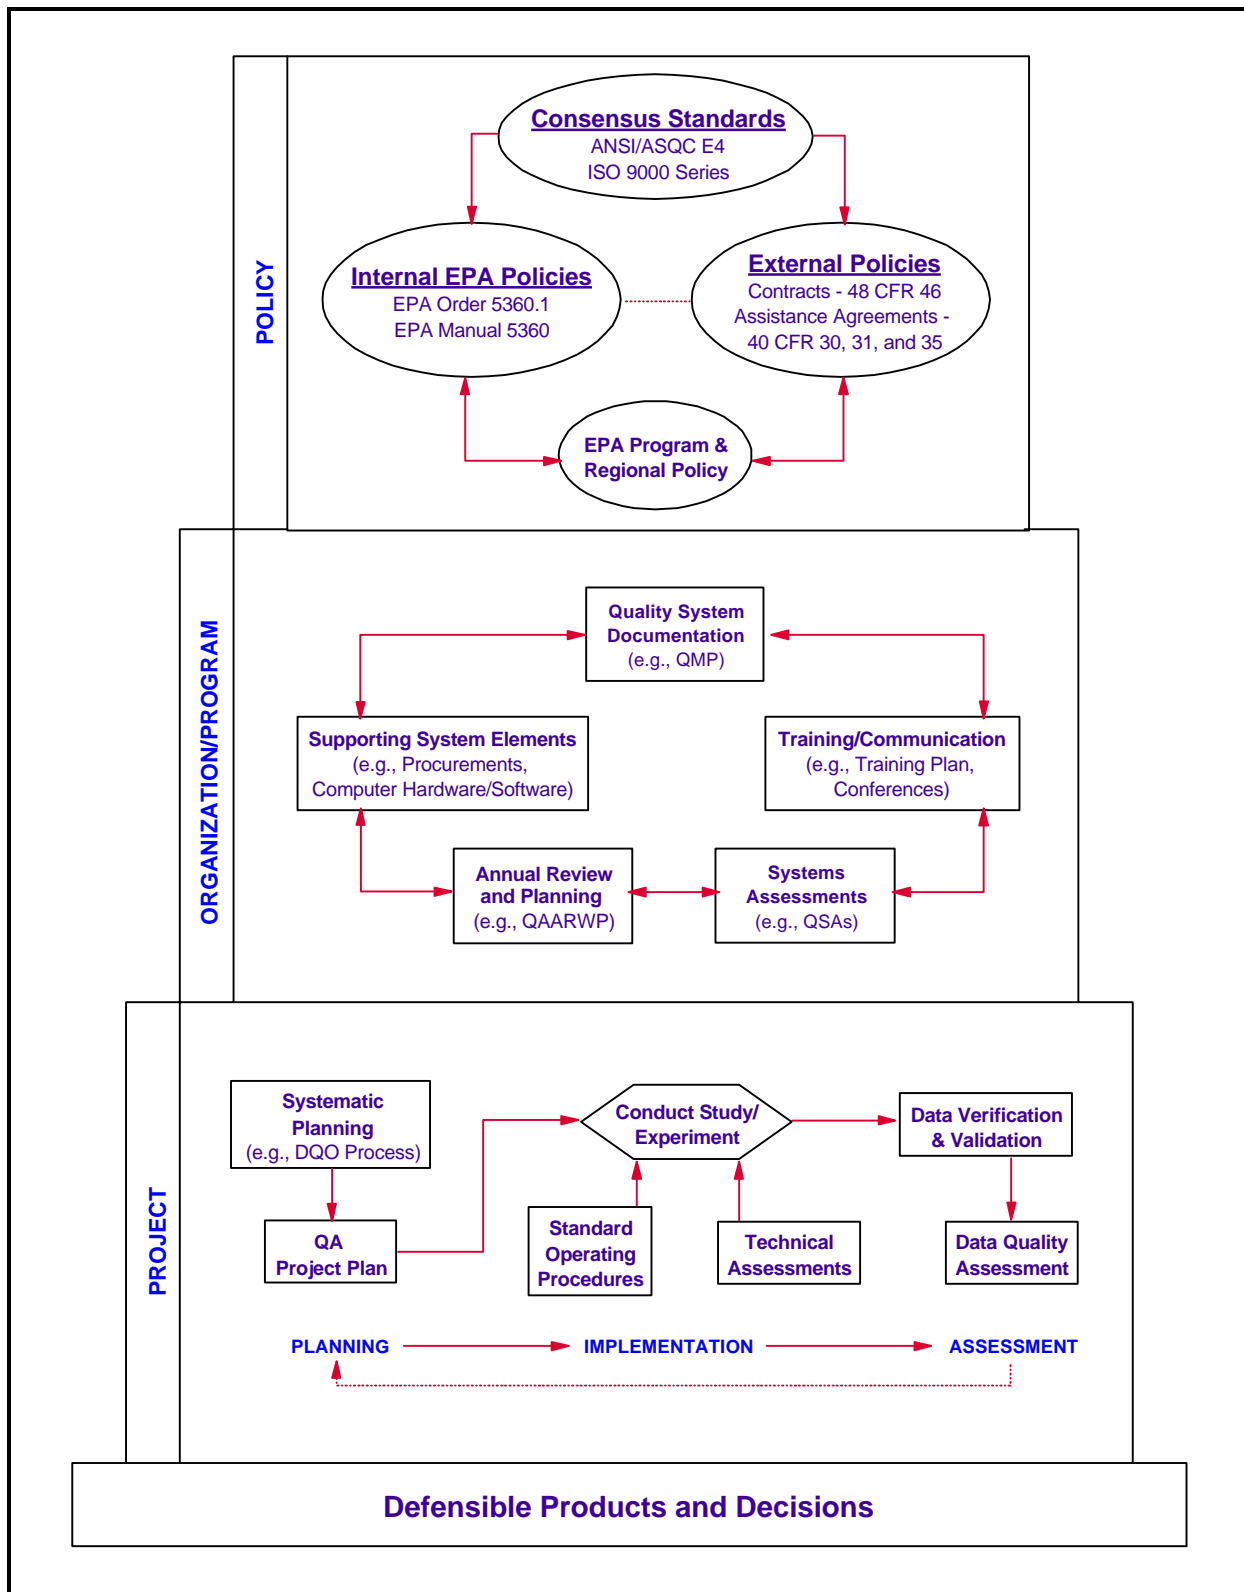 POLICY
Consensus Standards
ANSI/ASQC E4
ISO 9000 Series
Internal EPA Policies
EPA Order 5360.1
EPA Manual 5360
External Policies
Contracts - 48 CFR 46
Assistance Agreements -
40 CFR 30, 31, and 35
EPA Program &
Regional Policy
ORGANIZATION/PROGRAM
Quality System
Documentation
(e.g., QMP)
Supporting System Elements
(e.g., Procurements,
Computer Hardware/Software)
Training/Communication
(e.g., Training Plan,
Conferences)
Annual Review
and Planning
(e.g., QAARWP)
Systems
Assessments
(e.g., QSAs)
PROJECT
Systematic
Planning
(e.g., DQO Process)
QA
Project Plan
Conduct Study/
Experiment
Standard
Operating
Procedures
Technical
Assessments
Data Verification
& Validation
Data Quality
Assessment
PLANNING
IMPLEMENTATION
ASSESSMENT
Defensible Products and Decisions